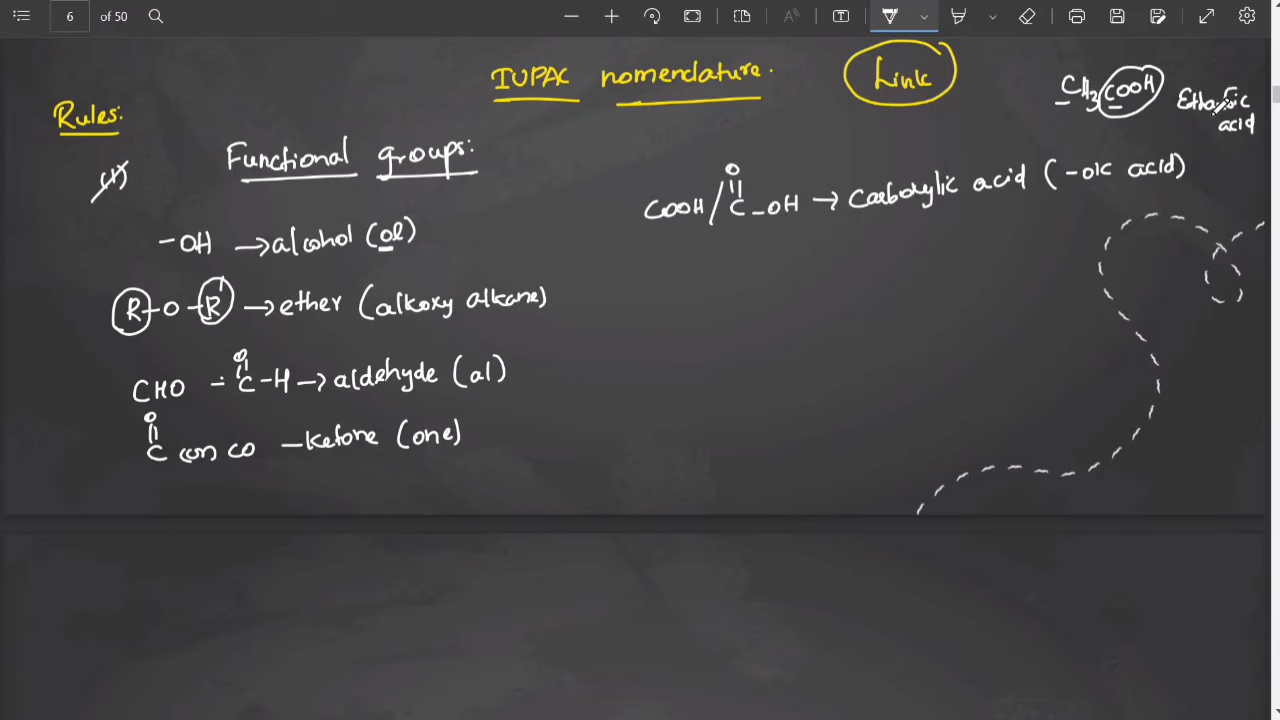 6 of 50
IUPAC nomenclature.
Link
CH3COOH
Ethanoic
acid
Rules:
(1)
Functional groups:
-OH → alcohol (ol)
R-O-R' → ether (alkoxy alkane)
O
CHO -C-H → aldehyde (al)
O
C (or) CO - ketone (one)
O
COOH/C-OH → Carboxylic acid (-oic acid)